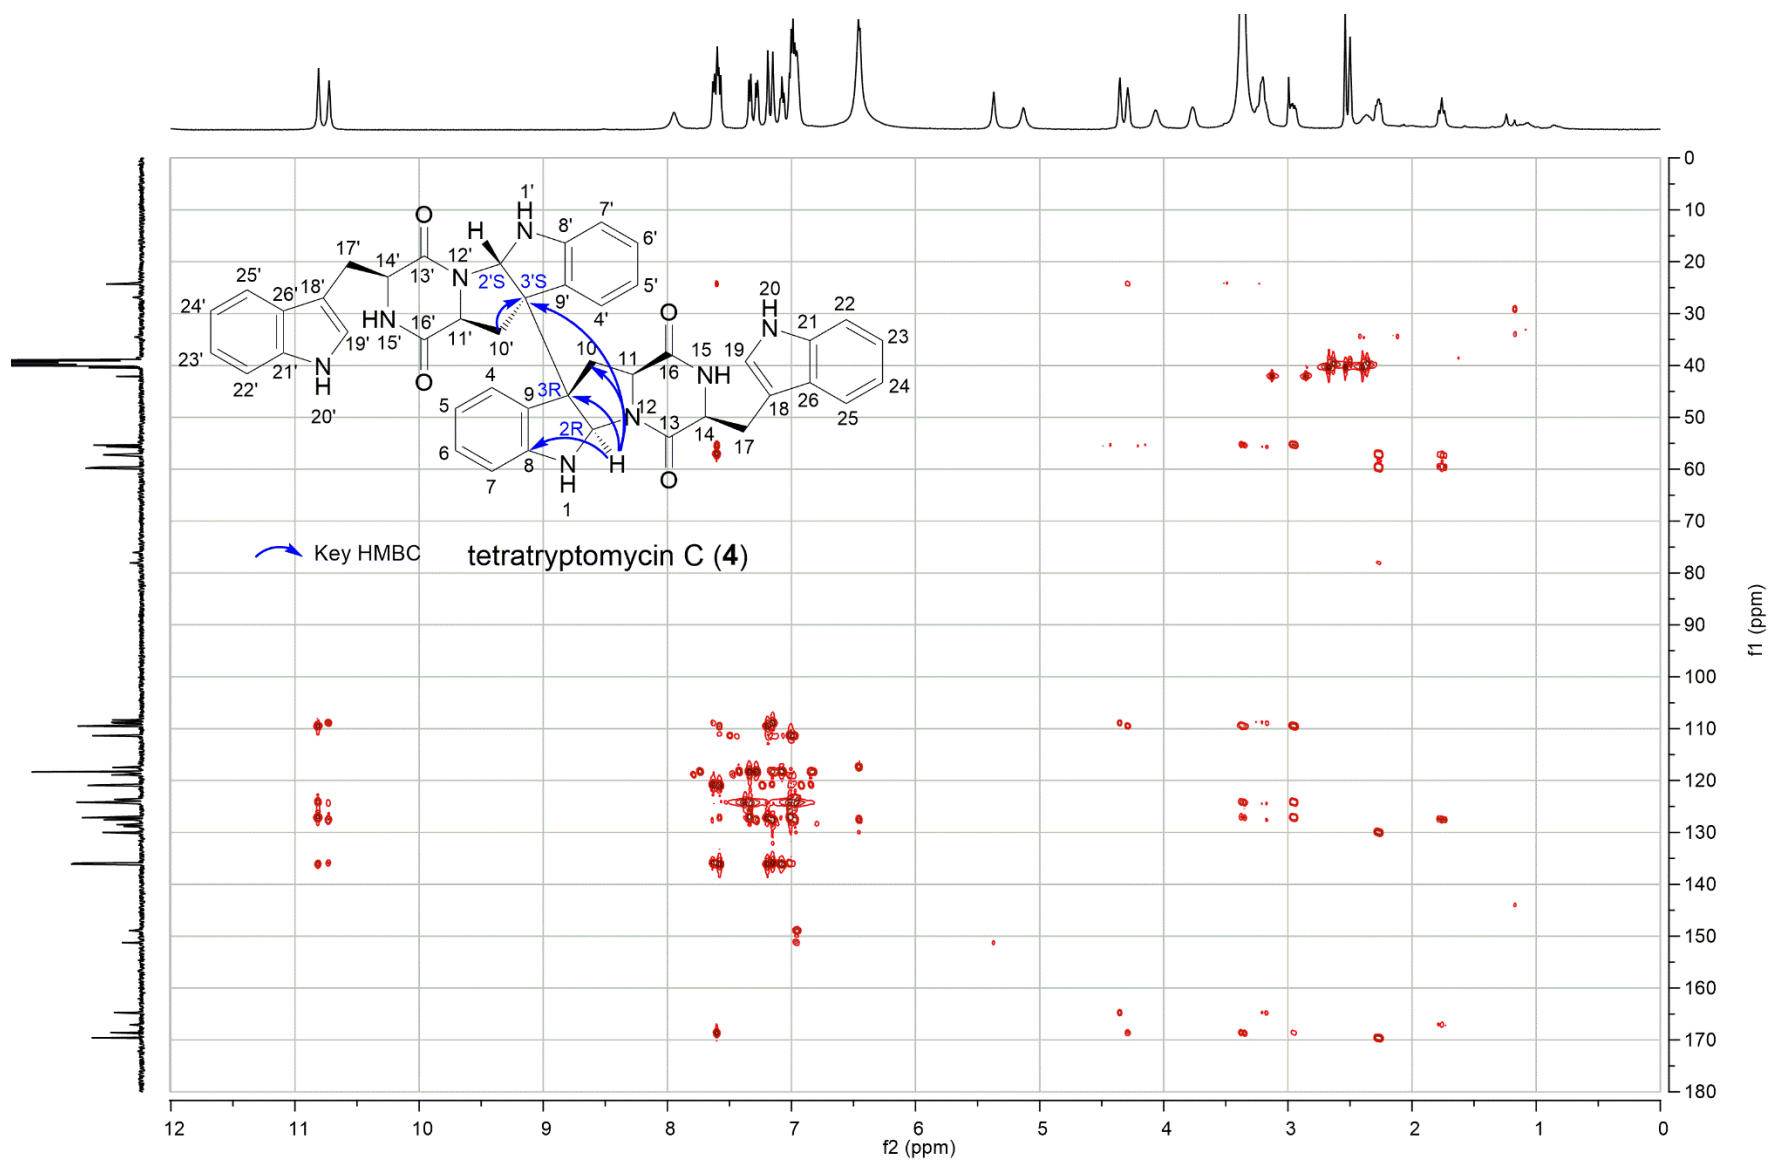 1'
H
N
H
7'
8'
6'
5'
9'
4'
O
17'
14'
12'
13'
N
2'S
3'S
25'
18'
26'
24'
19'
HN
15'
16'
11'
10'
23'
21'
N
H
22'
20'
O
O
20
H
N
22
21
23
19
24
26
25
18
10
11
15
NH
16
3R
12
N
13
14
17
4
9
5
2R
6
8
N
H
H
7
1
O
Key HMBC
tetratryptomycin C (4)
0
10
20
30
40
50
60
70
80
90
100
110
120
130
140
150
160
170
180
f1 (ppm)
12 11 10 9 8 7 6 5 4 3 2 1 0
f2 (ppm)